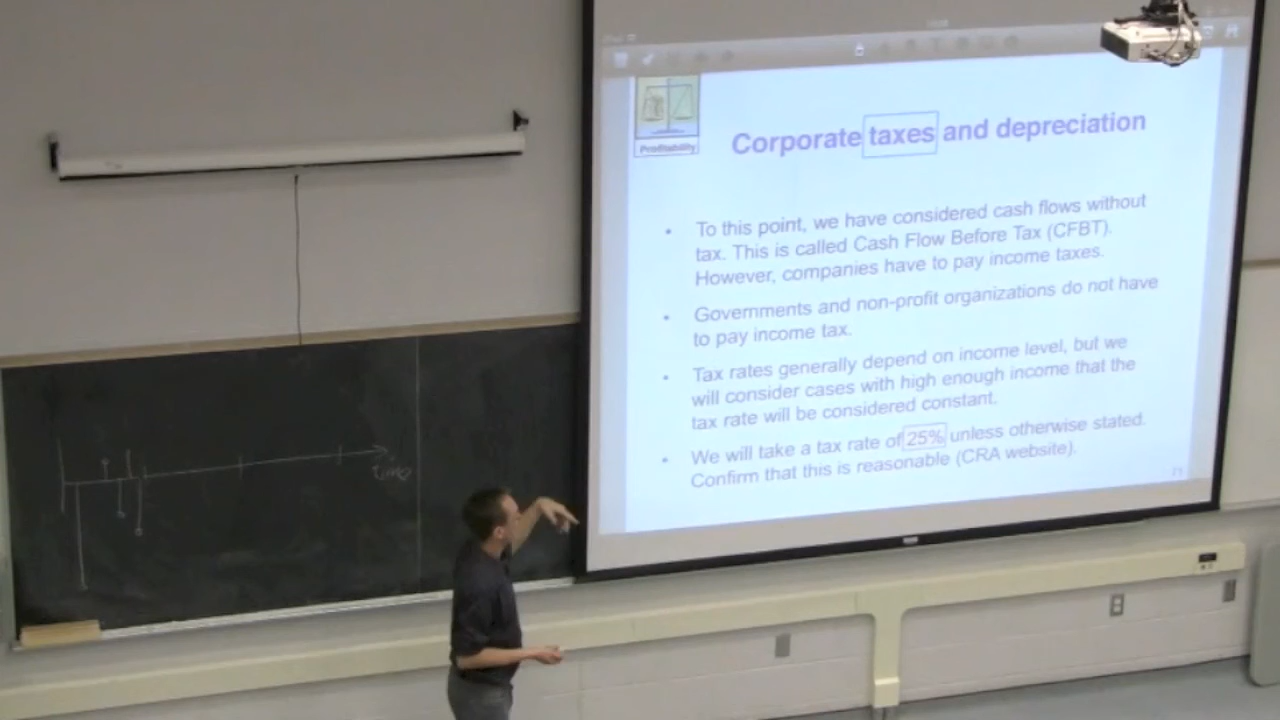 Profitability
Corporate taxes and depreciation
• To this point, we have considered cash flows without
tax. This is called Cash Flow Before Tax (CFBT).
However, companies have to pay income taxes.
• Governments and non-profit organizations do not have
to pay income tax.
• Tax rates generally depend on income level, but we
will consider cases with high enough income that the
tax rate will be considered constant.
• We will take a tax rate of 25% unless otherwise stated.
Confirm that this is reasonable (CRA website).
time